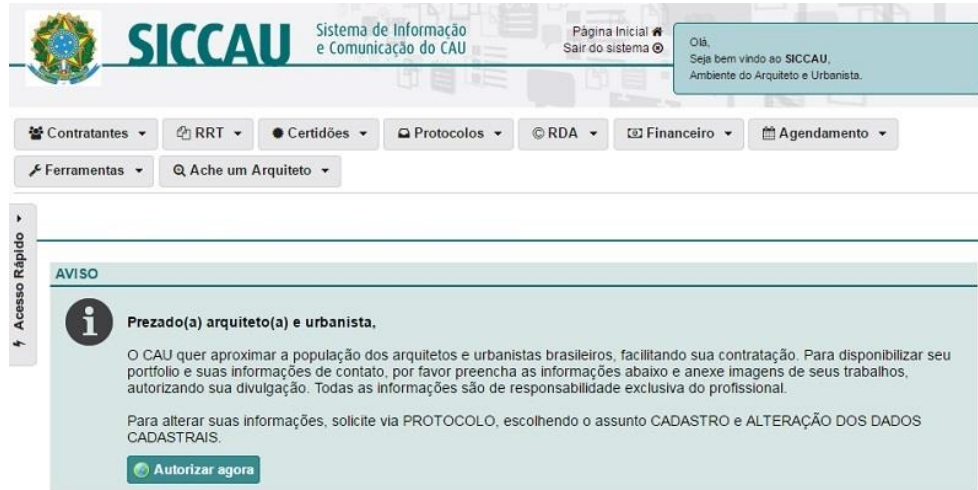 SICCAU
Sistema de Informação
e Comunicação do CAU
Página Inicial
Sair do sistema
Olá,
Seja bem vindo ao SICCAU,
Ambiente do Arquiteto e Urbanista.
Contratantes
RRT
Certidões
Protocolos
RDA
Financeiro
Agendamento
Ferramentas
Ache um Arquiteto
Acesso Rápido
AVISO
Prezado(a) arquiteto(a) e urbanista,
O CAU quer aproximar a população dos arquitetos e urbanistas brasileiros, facilitando sua contratação. Para disponibilizar seu
portfolio e suas informações de contato, por favor preencha as informações abaixo e anexe imagens de seus trabalhos,
autorizando sua divulgação. Todas as informações são de responsabilidade exclusiva do profissional.
Para alterar suas informações, solicite via PROTOCOLO, escolhendo o assunto CADASTRO e ALTERAÇÃO DOS DADOS
CADASTRAIS.
Autorizar agora